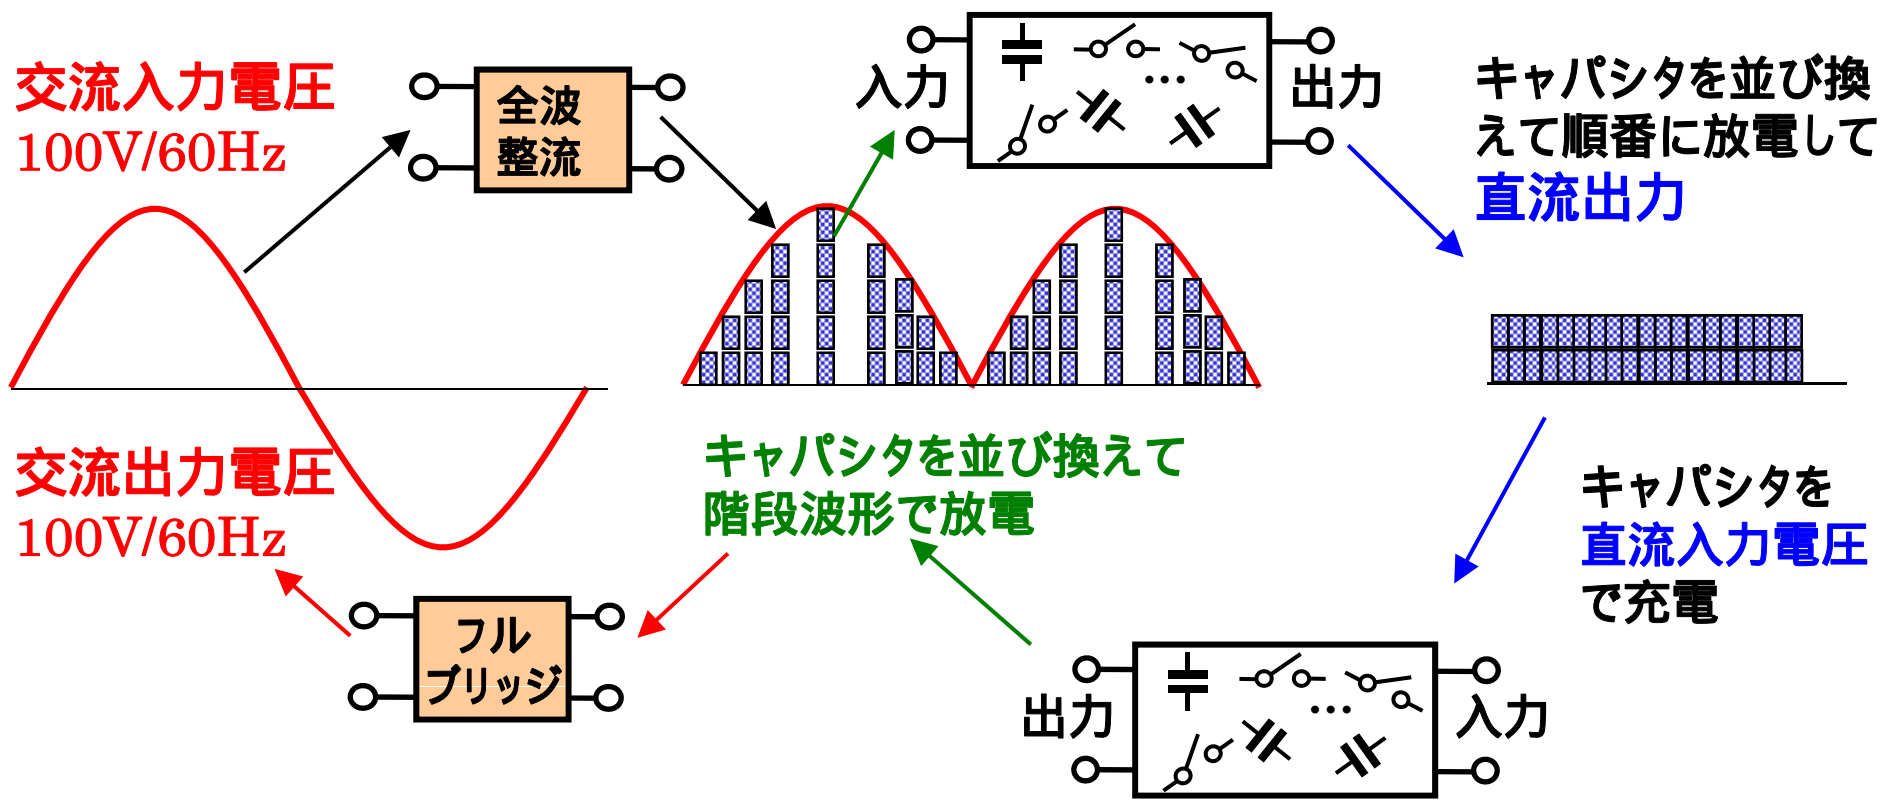 交流入力電圧
100V/60Hz
全波
整流
入力
出力
キャパシタを並び換
えて順番に放電して
直流出力
交流出力電圧
100V/60Hz
キャパシタを並び換えて
階段波形で放電
キャパシタを
直流入力電圧
で充電
フル
ブリッジ
出力
入力